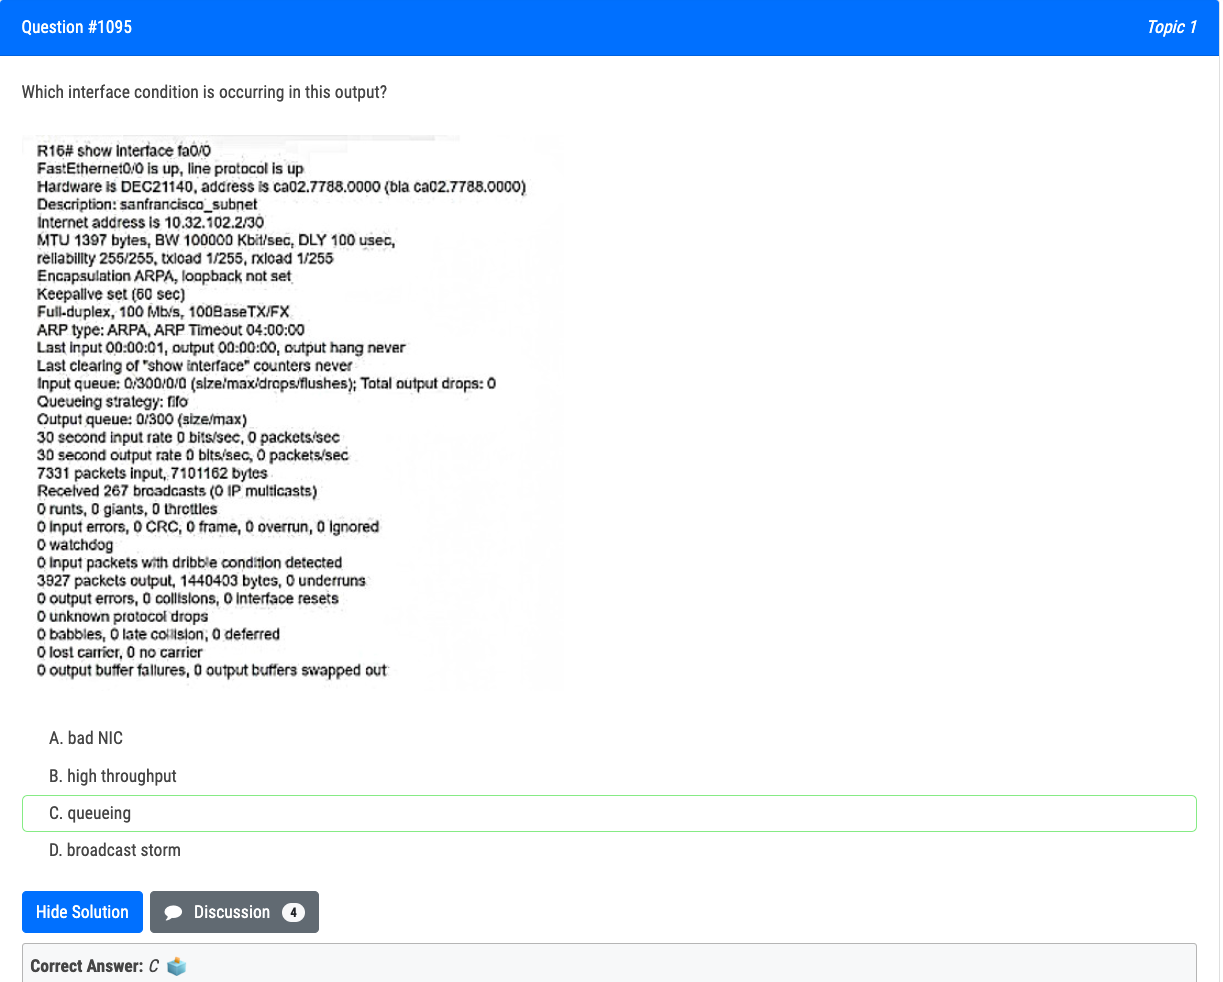 Question #1095
Topic 1
Which interface condition is occurring in this output?
R16# show interface fa0/0
FastEthernet0/0 is up, line protocol is up
Hardware is DEC21140, address is ca02.7788.0000 (bia ca02.7788.0000)
Description: sanfrancisco_subnet
Internet address is 10.32.102.2/30
MTU 1397 bytes, BW 100000 Kbit/sec, DLY 100 usec,
reliability 255/255, txload 1/255, rxload 1/255
Encapsulation ARPA, loopback not set
Keepalive set (60 sec)
Full-duplex, 100 Mb/s, 100BaseTX/FX
ARP type: ARPA, ARP Timeout 04:00:00
Last input 00:00:01, output 00:00:00, output hang never
Last clearing of "show interface" counters never
Input queue: 0/300/0/0 (size/max/drops/flushes); Total output drops: 0
Queueing strategy: fifo
Output queue: 0/300 (size/max)
30 second input rate 0 bits/sec, 0 packets/sec
30 second output rate 0 bits/sec, 0 packets/sec
7331 packets input, 7101162 bytes
Received 267 broadcasts (0 IP multicasts)
0 runts, 0 giants, 0 throttles
0 input errors, 0 CRC, 0 frame, 0 overrun, 0 ignored
0 watchdog
0 input packets with dribble condition detected
3927 packets output, 1440403 bytes, 0 underruns
0 output errors, 0 collisions, 0 interface resets
0 unknown protocol drops
0 babbles, 0 late collision, 0 deferred
0 lost carrier, 0 no carrier
0 output buffer failures, 0 output buffers swapped out
A. bad NIC
B. high throughput
C. queueing
D. broadcast storm
Hide Solution
Discussion 4
Correct Answer: C